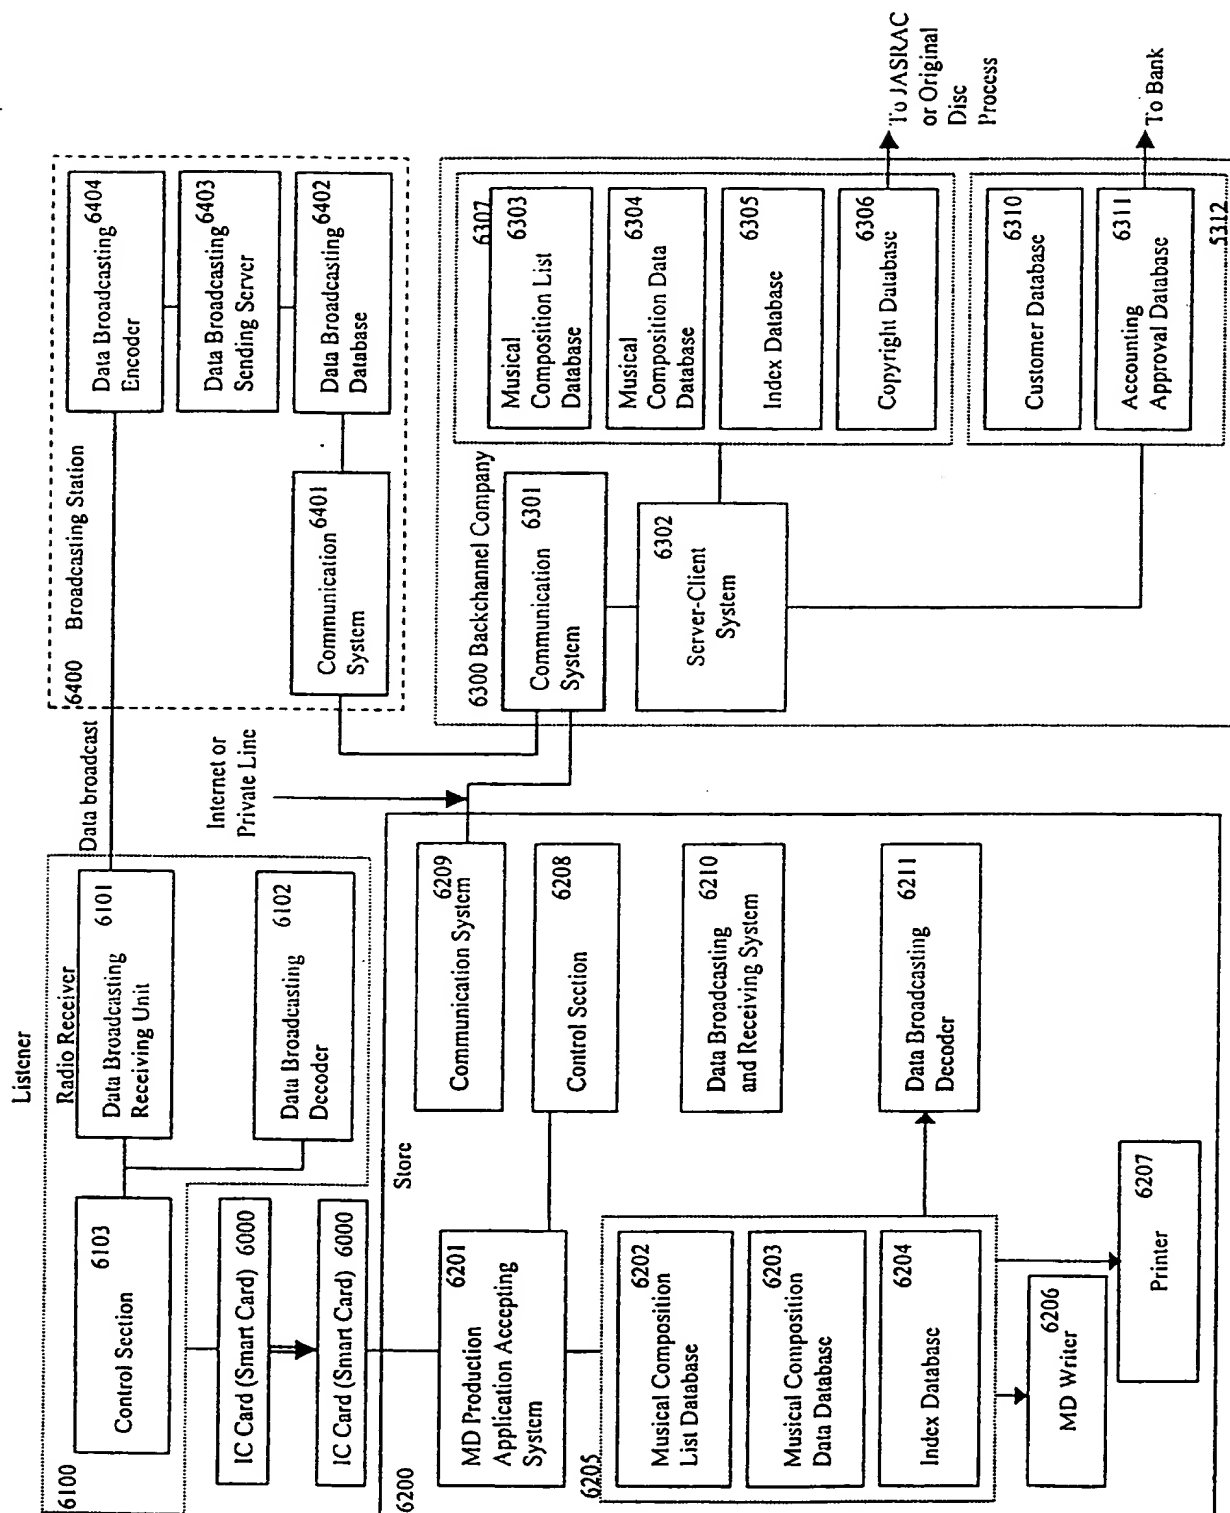 Listener
6100
Radio Receiver
Control Section
6103
Data Broadcasting
Receiving Unit
6101
Data Broadcasting
Decoder
6102
IC Card (Smart Card) 6000
IC Card (Smart Card) 6000
Data broadcast
Internet or
Private Line
6400
Broadcasting Station
Data Broadcasting
Encoder
6404
Data Broadcasting
Sending Server
6403
Data Broadcasting
Database
6402
Communication
System
6401
6200
Store
MD Production
Application Accepting
System
6201
6205
Musical Composition
List Database
6202
Musical Composition
Data Database
6203
Index Database
6204
MD Writer
6206
Printer
6207
Communication System
6209
Control Section
6208
Data Broadcasting
and Receiving System
6210
Data Broadcasting
Decoder
6211
6300 Backchannel Company
Communication
System
6301
Server-Client
System
6302
6307
Musical
Composition List
Database
6303
Musical
Composition Data
Database
6304
Index Database
6305
Copyright Database
6306
To JASRAC
or Original
Disc
Process
Customer Database
6310
Accounting
Approval Database
6311
5312
To Bank